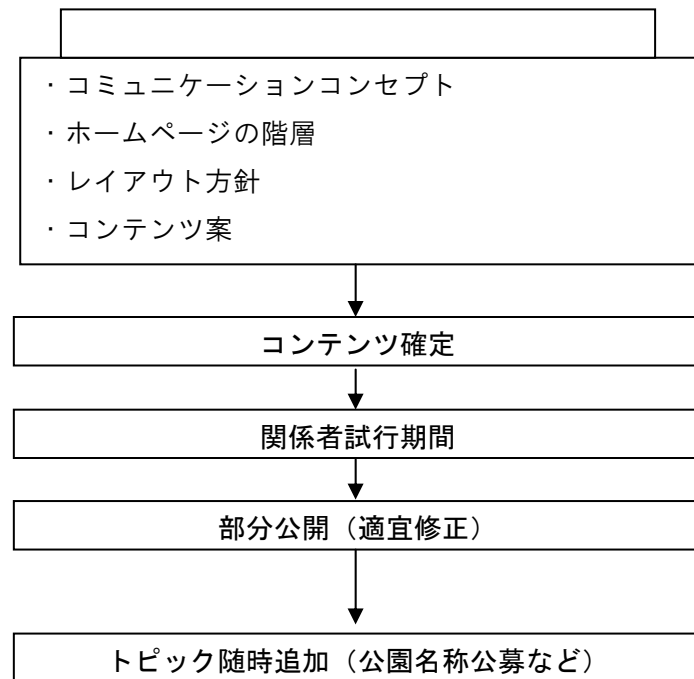 ・コミュニケーションコンセプト
・ホームページの階層
・レイアウト方針
・コンテンツ案
コンテンツ確定
関係者試行期間
部分公開（適宜修正）
トピック随時追加（公園名称公募など）